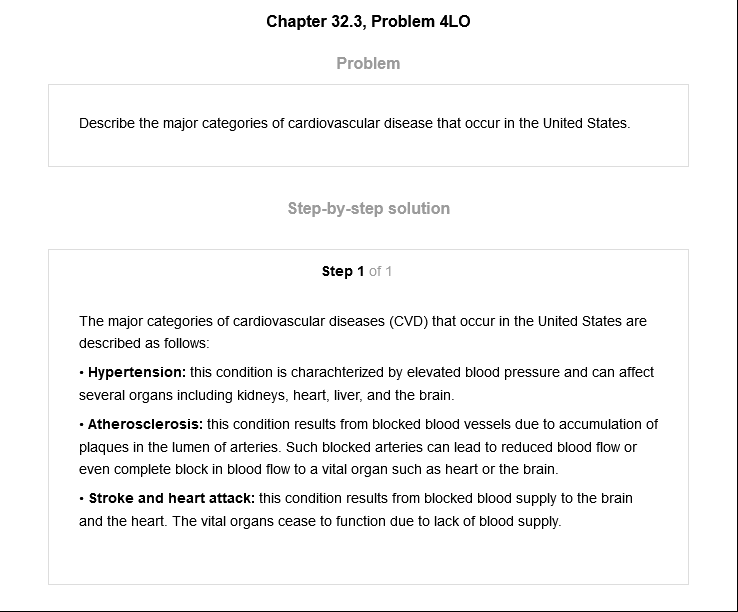 Chapter 32.3, Problem 4LO
Problem
Describe the major categories of cardiovascular disease that occur in the United States.
Step-by-step solution
Step 1 of 1
The major categories of cardiovascular diseases (CVD) that occur in the United States are
described as follows:
• Hypertension: this condition is charachterized by elevated blood pressure and can affect
several organs including kidneys, heart, liver, and the brain.
• Atherosclerosis: this condition results from blocked blood vessels due to accumulation of
plaques in the lumen of arteries. Such blocked arteries can lead to reduced blood flow or
even complete block in blood flow to a vital organ such as heart or the brain.
• Stroke and heart attack: this condition results from blocked blood supply to the brain
and the heart. The vital organs cease to function due to lack of blood supply.